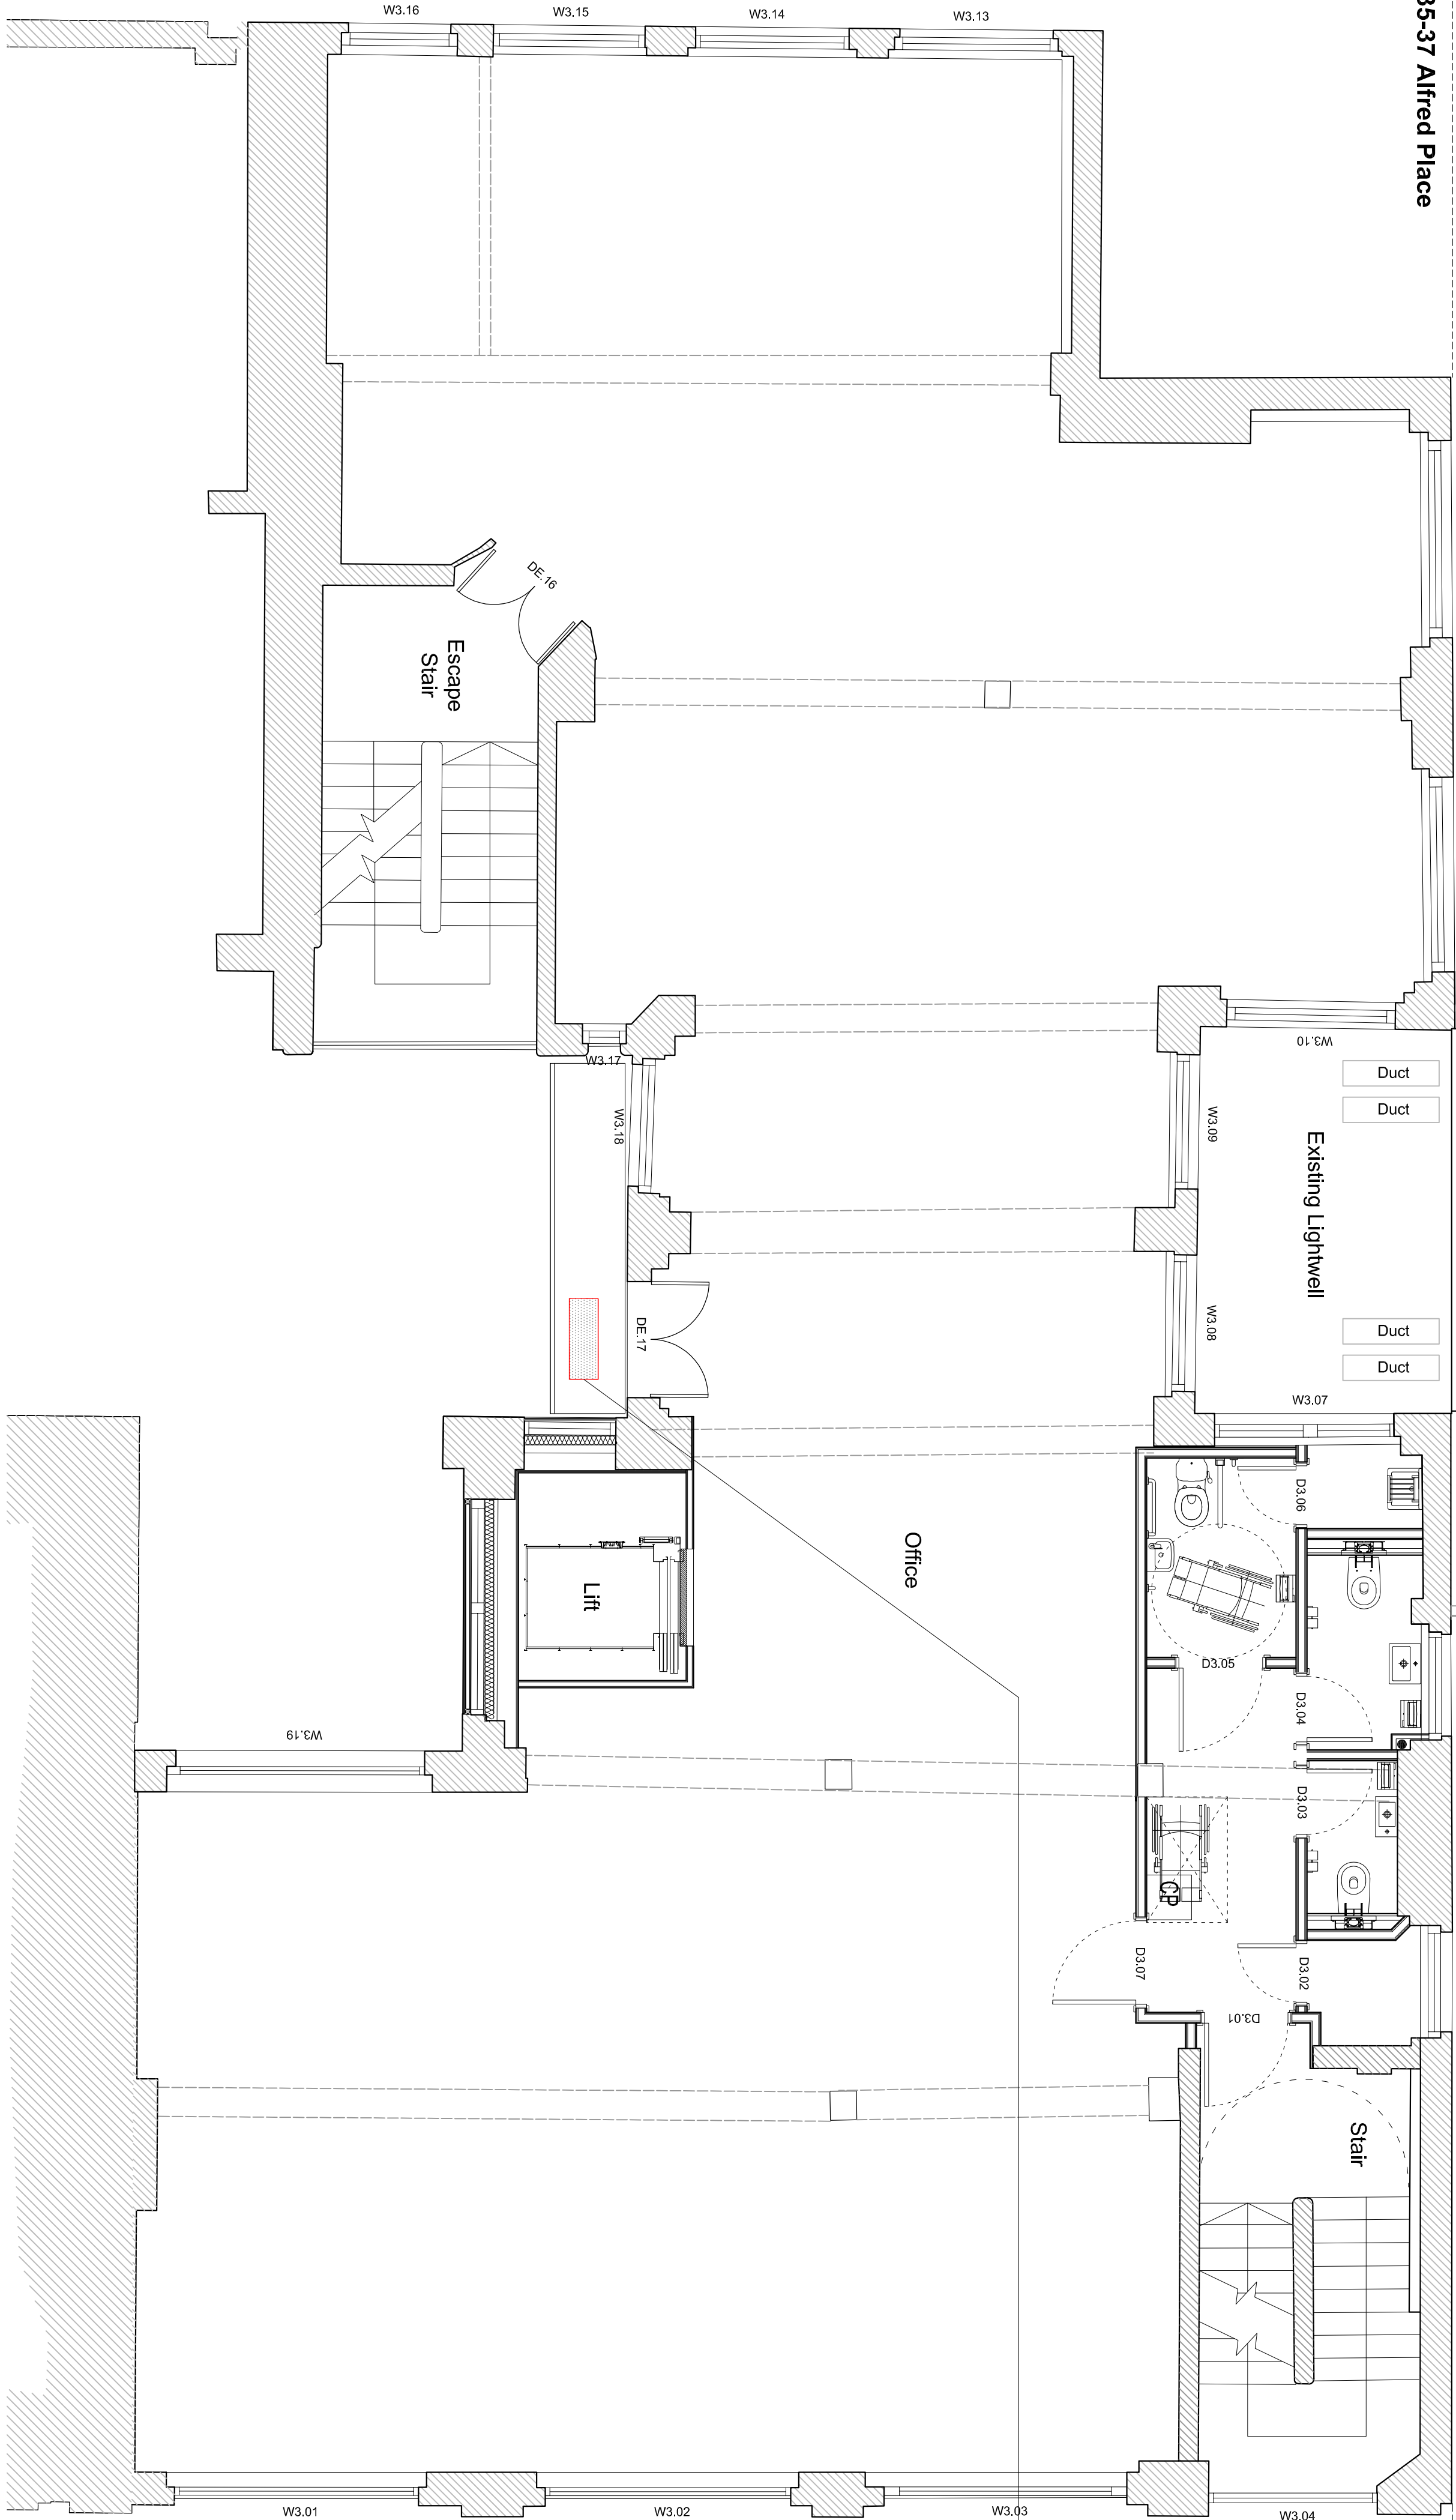 W3.16
W3.15
W3.14
W3.13
35-37 Alfred Place
DE.16
Escape
Stair
W3.17
W3.18
W3.10
Duct
Duct
W3.09
Existing Lightwell
W3.08
Duct
Duct
DE.17
W3.07
D3.06
Office
Lift
D3.05
D3.04
W3.19
D3.03
CP
D3.07
D3.02
D3.01
Stair
W3.01
W3.02
W3.03
W3.04